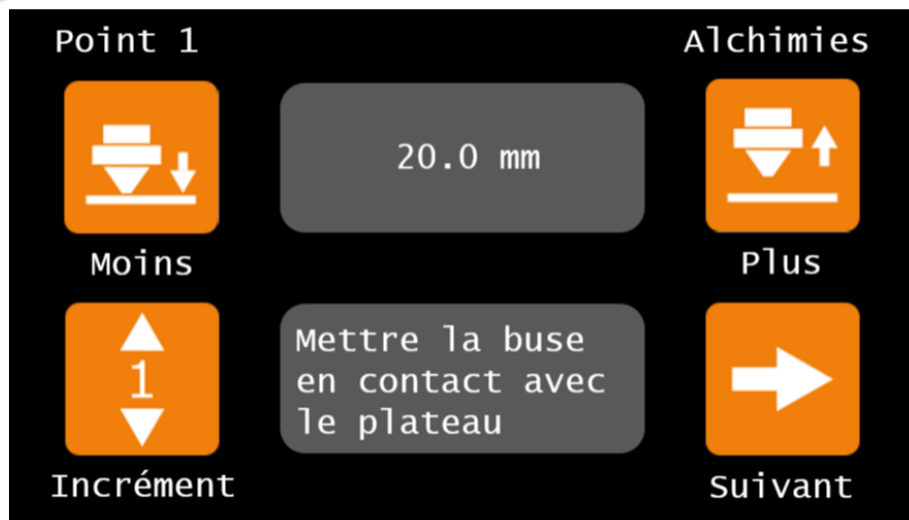 Point 1
Alchimies
20.0 mm
Moins
Plus
1
Mettre la buse
en contact avec
le plateau
Incrément
Suivant